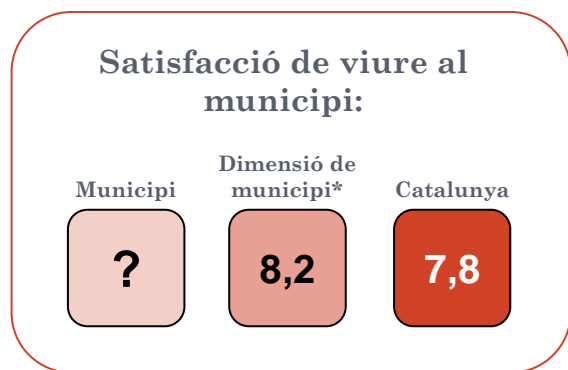 Satisfacció de viure al
municipi:
Municipi
Dimensió de
municipi*
Catalunya
?
8,2
7,8